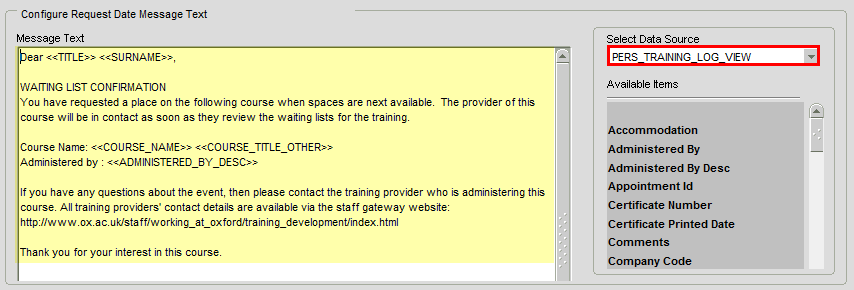 Configure Request Date Message Text
Message Text
Dear <<TITLE>> <<SURNAME>>,
WAITING LIST CONFIRMATION
You have requested a place on the following course when spaces are next available.  The provider of this
course will be in contact as soon as they review the waiting lists for the training.
Course Name: <<COURSE_NAME>> <<COURSE_TITLE_OTHER>>
Administered by : <<ADMINISTERED_BY_DESC>>
If you have any questions about the event, then please contact the training provider who is administering this
course. All training providers' contact details are available via the staff gateway website:
http://www.ox.ac.uk/staff/working_at_oxford/training_development/index.html
Thank you for your interest in this course.
Select Data Source
PERS_TRAINING_LOG_VIEW
Available Items
Accommodation
Administered By
Administered By Desc
Appointment Id
Certificate Number
Certificate Printed Date
Comments
Company Code